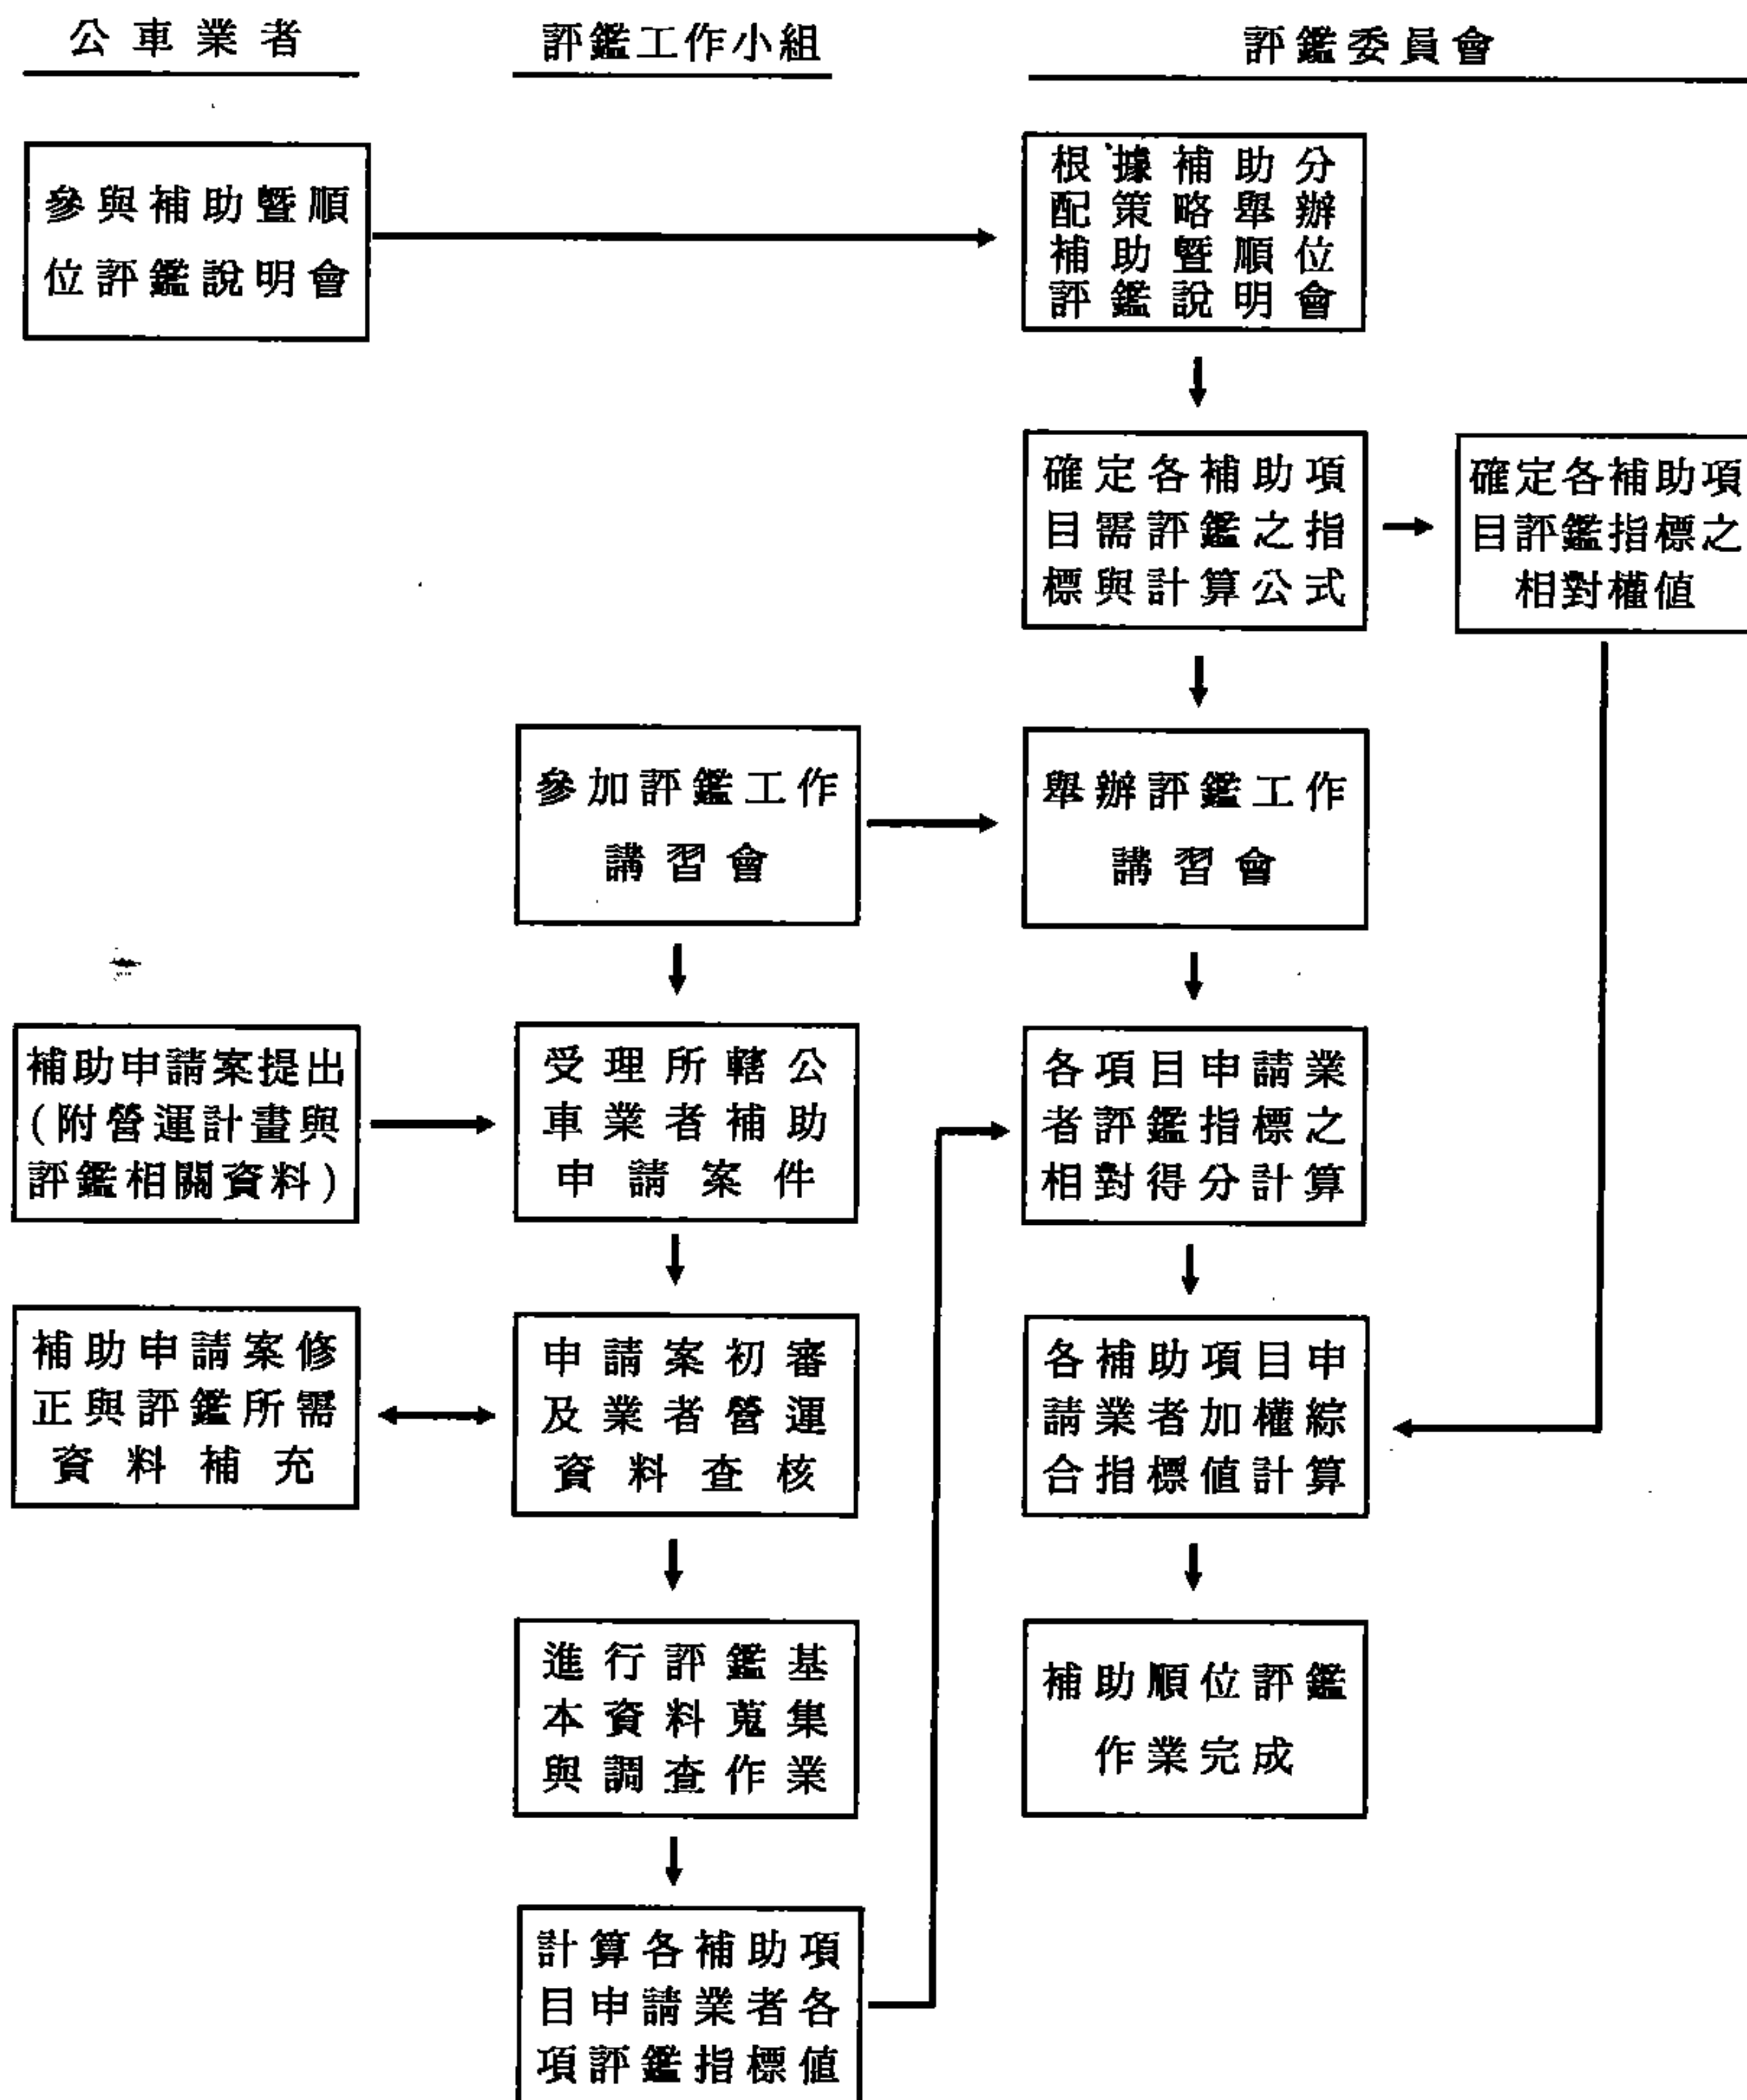 公車業者
評鑑工作小組
評鑑委員會
參與補助暨順
位評鑑說明會
根據補助分
配策略舉辦
補助暨順位
評鑑說明會
確定各補助項
目需評鑑之指
標與計算公式
確定各補助項
目評鑑指標之
相對權值
參加評鑑工作
講習會
舉辦評鑑工作
講習會
補助申請案提出
(附營運計畫與
評鑑相關資料)
受理所轄公
車業者補助
申請案件
各項目申請業
者評鑑指標之
相對得分計算
補助申請案修
正與評鑑所需
資料補充
申請案初審
及業者營運
資料查核
各補助項目申
請業者加權綜
合指標值計算
進行評鑑基
本資料蒐集
與調查作業
補助順位評鑑
作業完成
計算各補助項
目申請業者各
項評鑑指標值